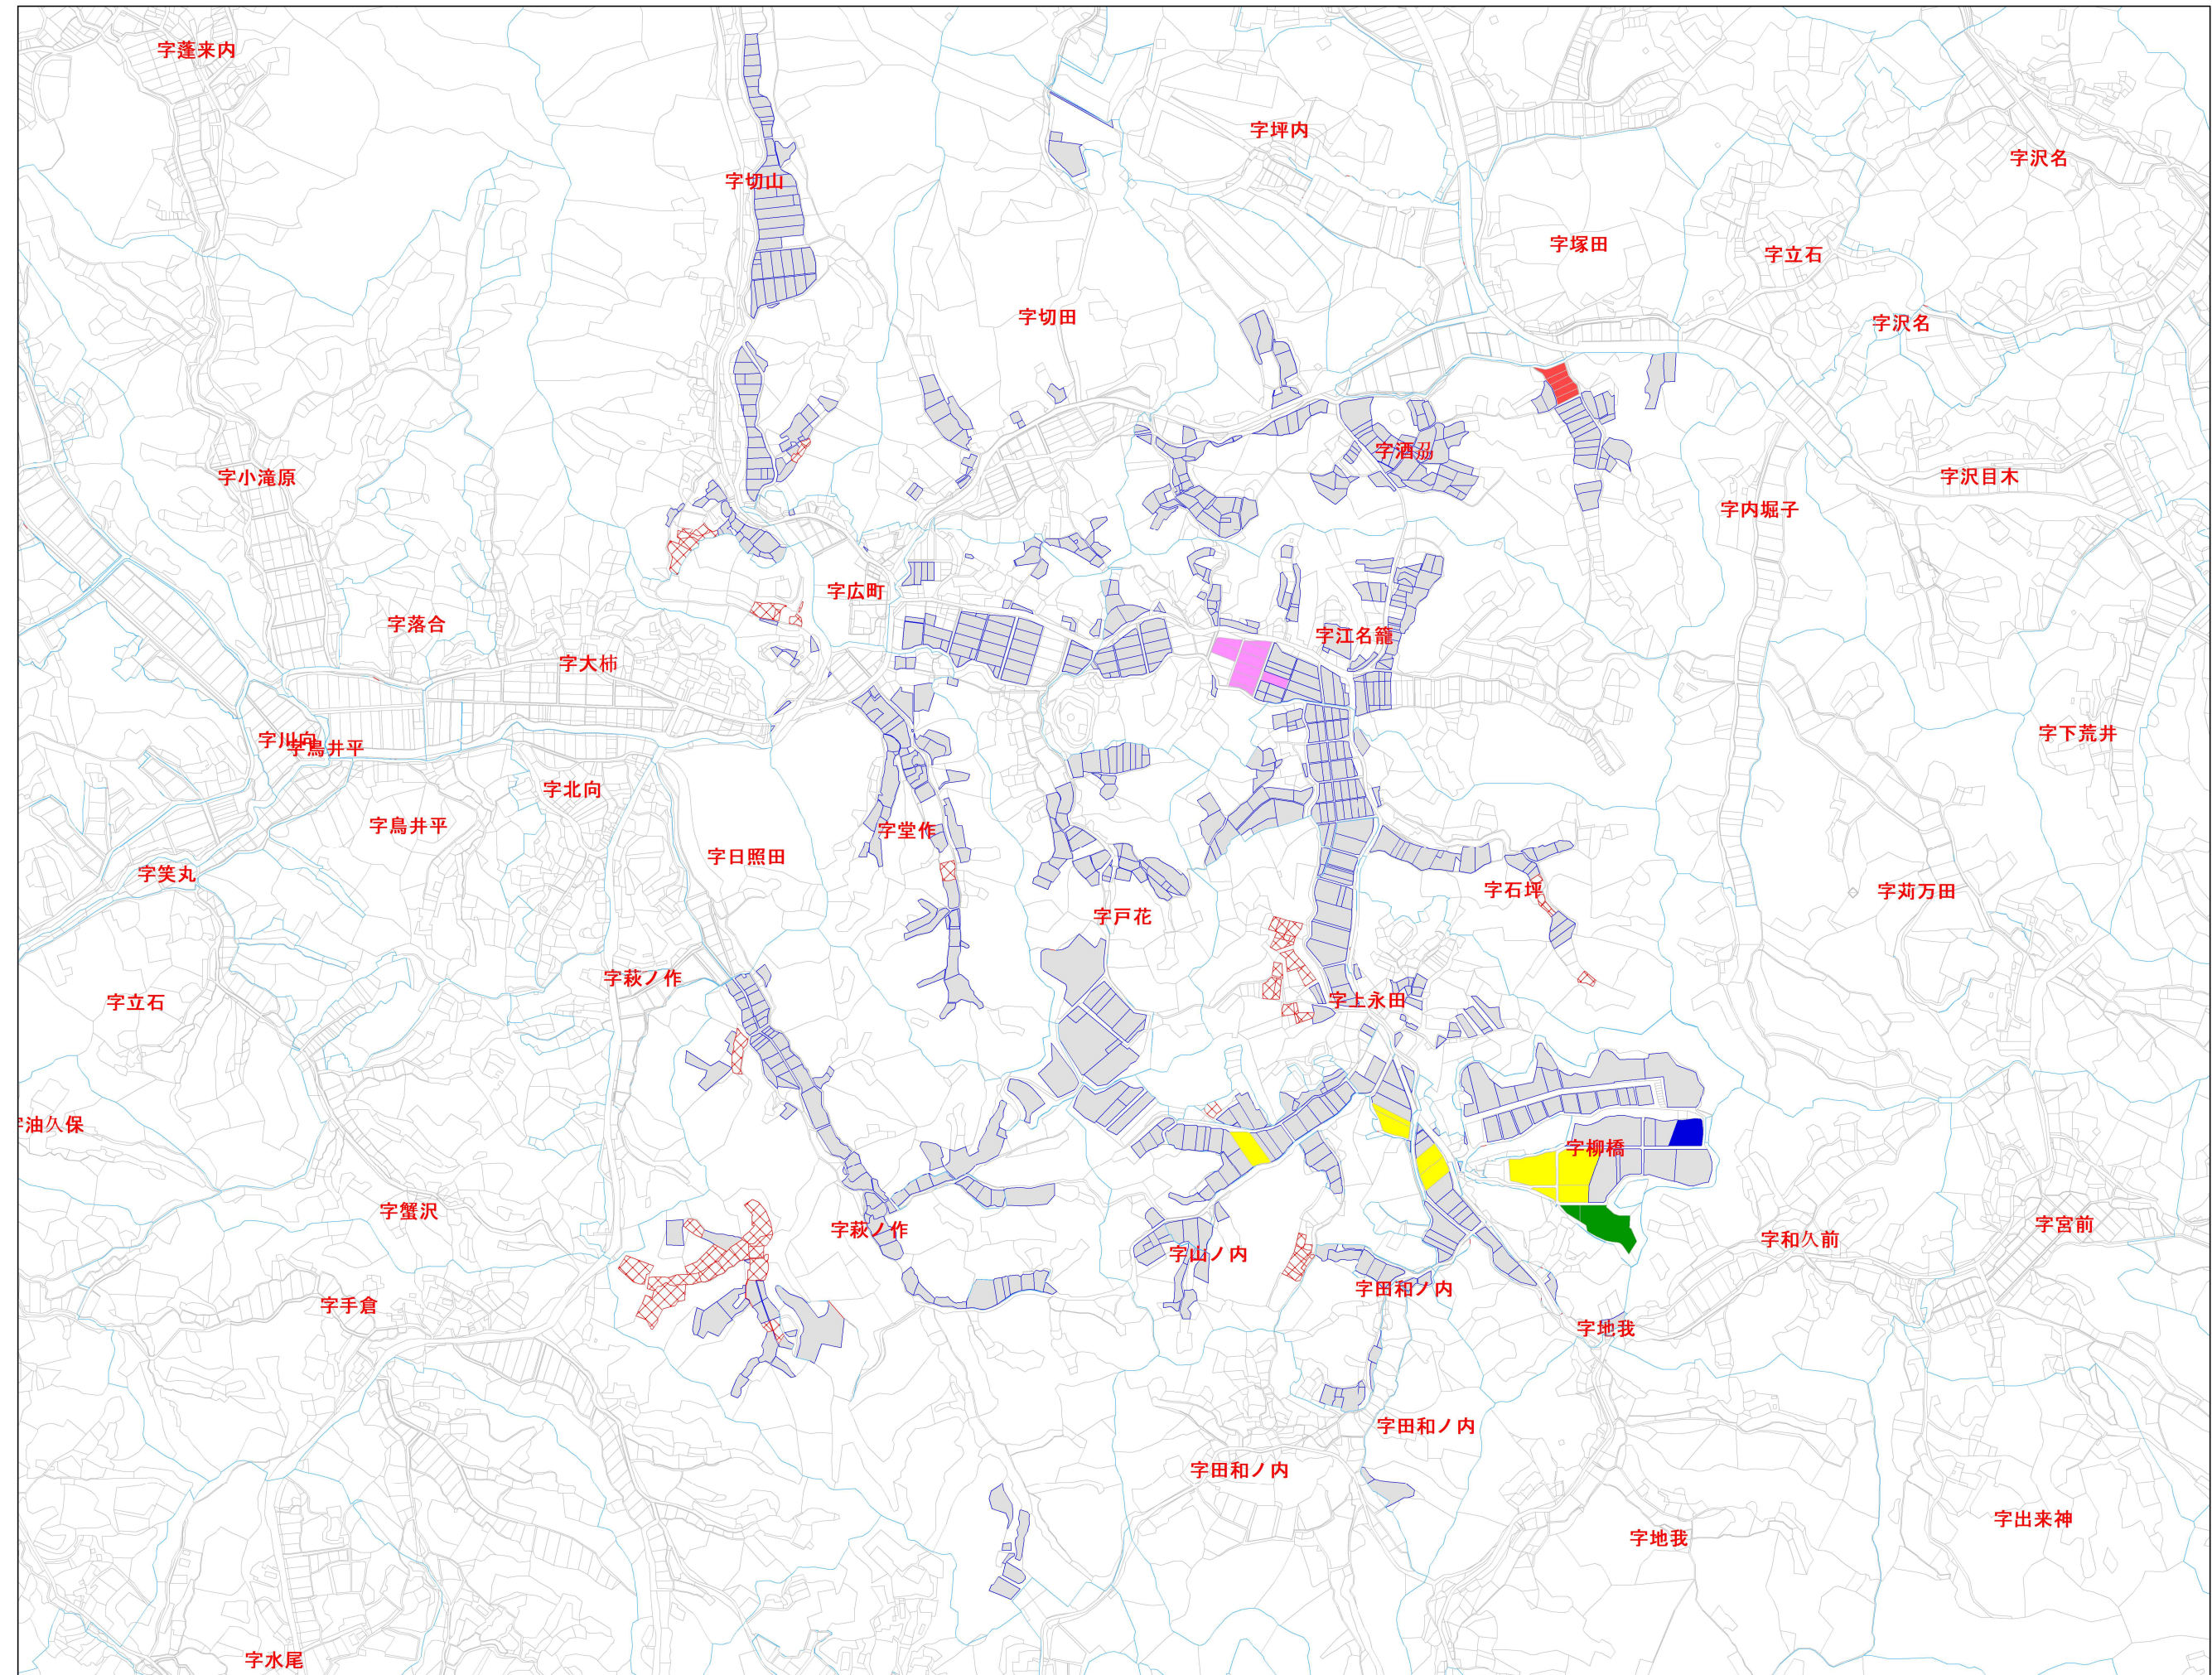 字蓬来内
字坪内
字沢名
字切山
字塚田
字立石
字切田
字沢名
字酒忍
字小滝原
字沢目木
字内堀子
字広町
字落合
字江名籠
字大柿
字下荒井
字川向
字鳥井平
字北向
字鳥井平
字堂作
字日照田
字笑丸
字石坪
字苅万田
字戸花
字萩ノ作
字立石
字上永田
字油久保
字柳橋
字蟹沢
字宮前
字萩ノ作
字和久前
字山ノ内
字田和ノ内
字手倉
字地我
字田和ノ内
字田和ノ内
字出来神
字地我
字水尾